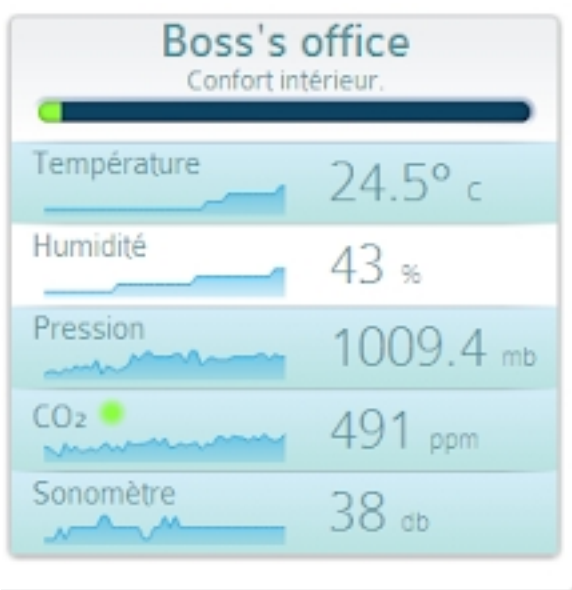 Boss's office
Confort intérieur.
Température 24.5° c
Humidité 43 %
Pression 1009.4 mb
CO₂ 491 ppm
Sonomètre 38 db